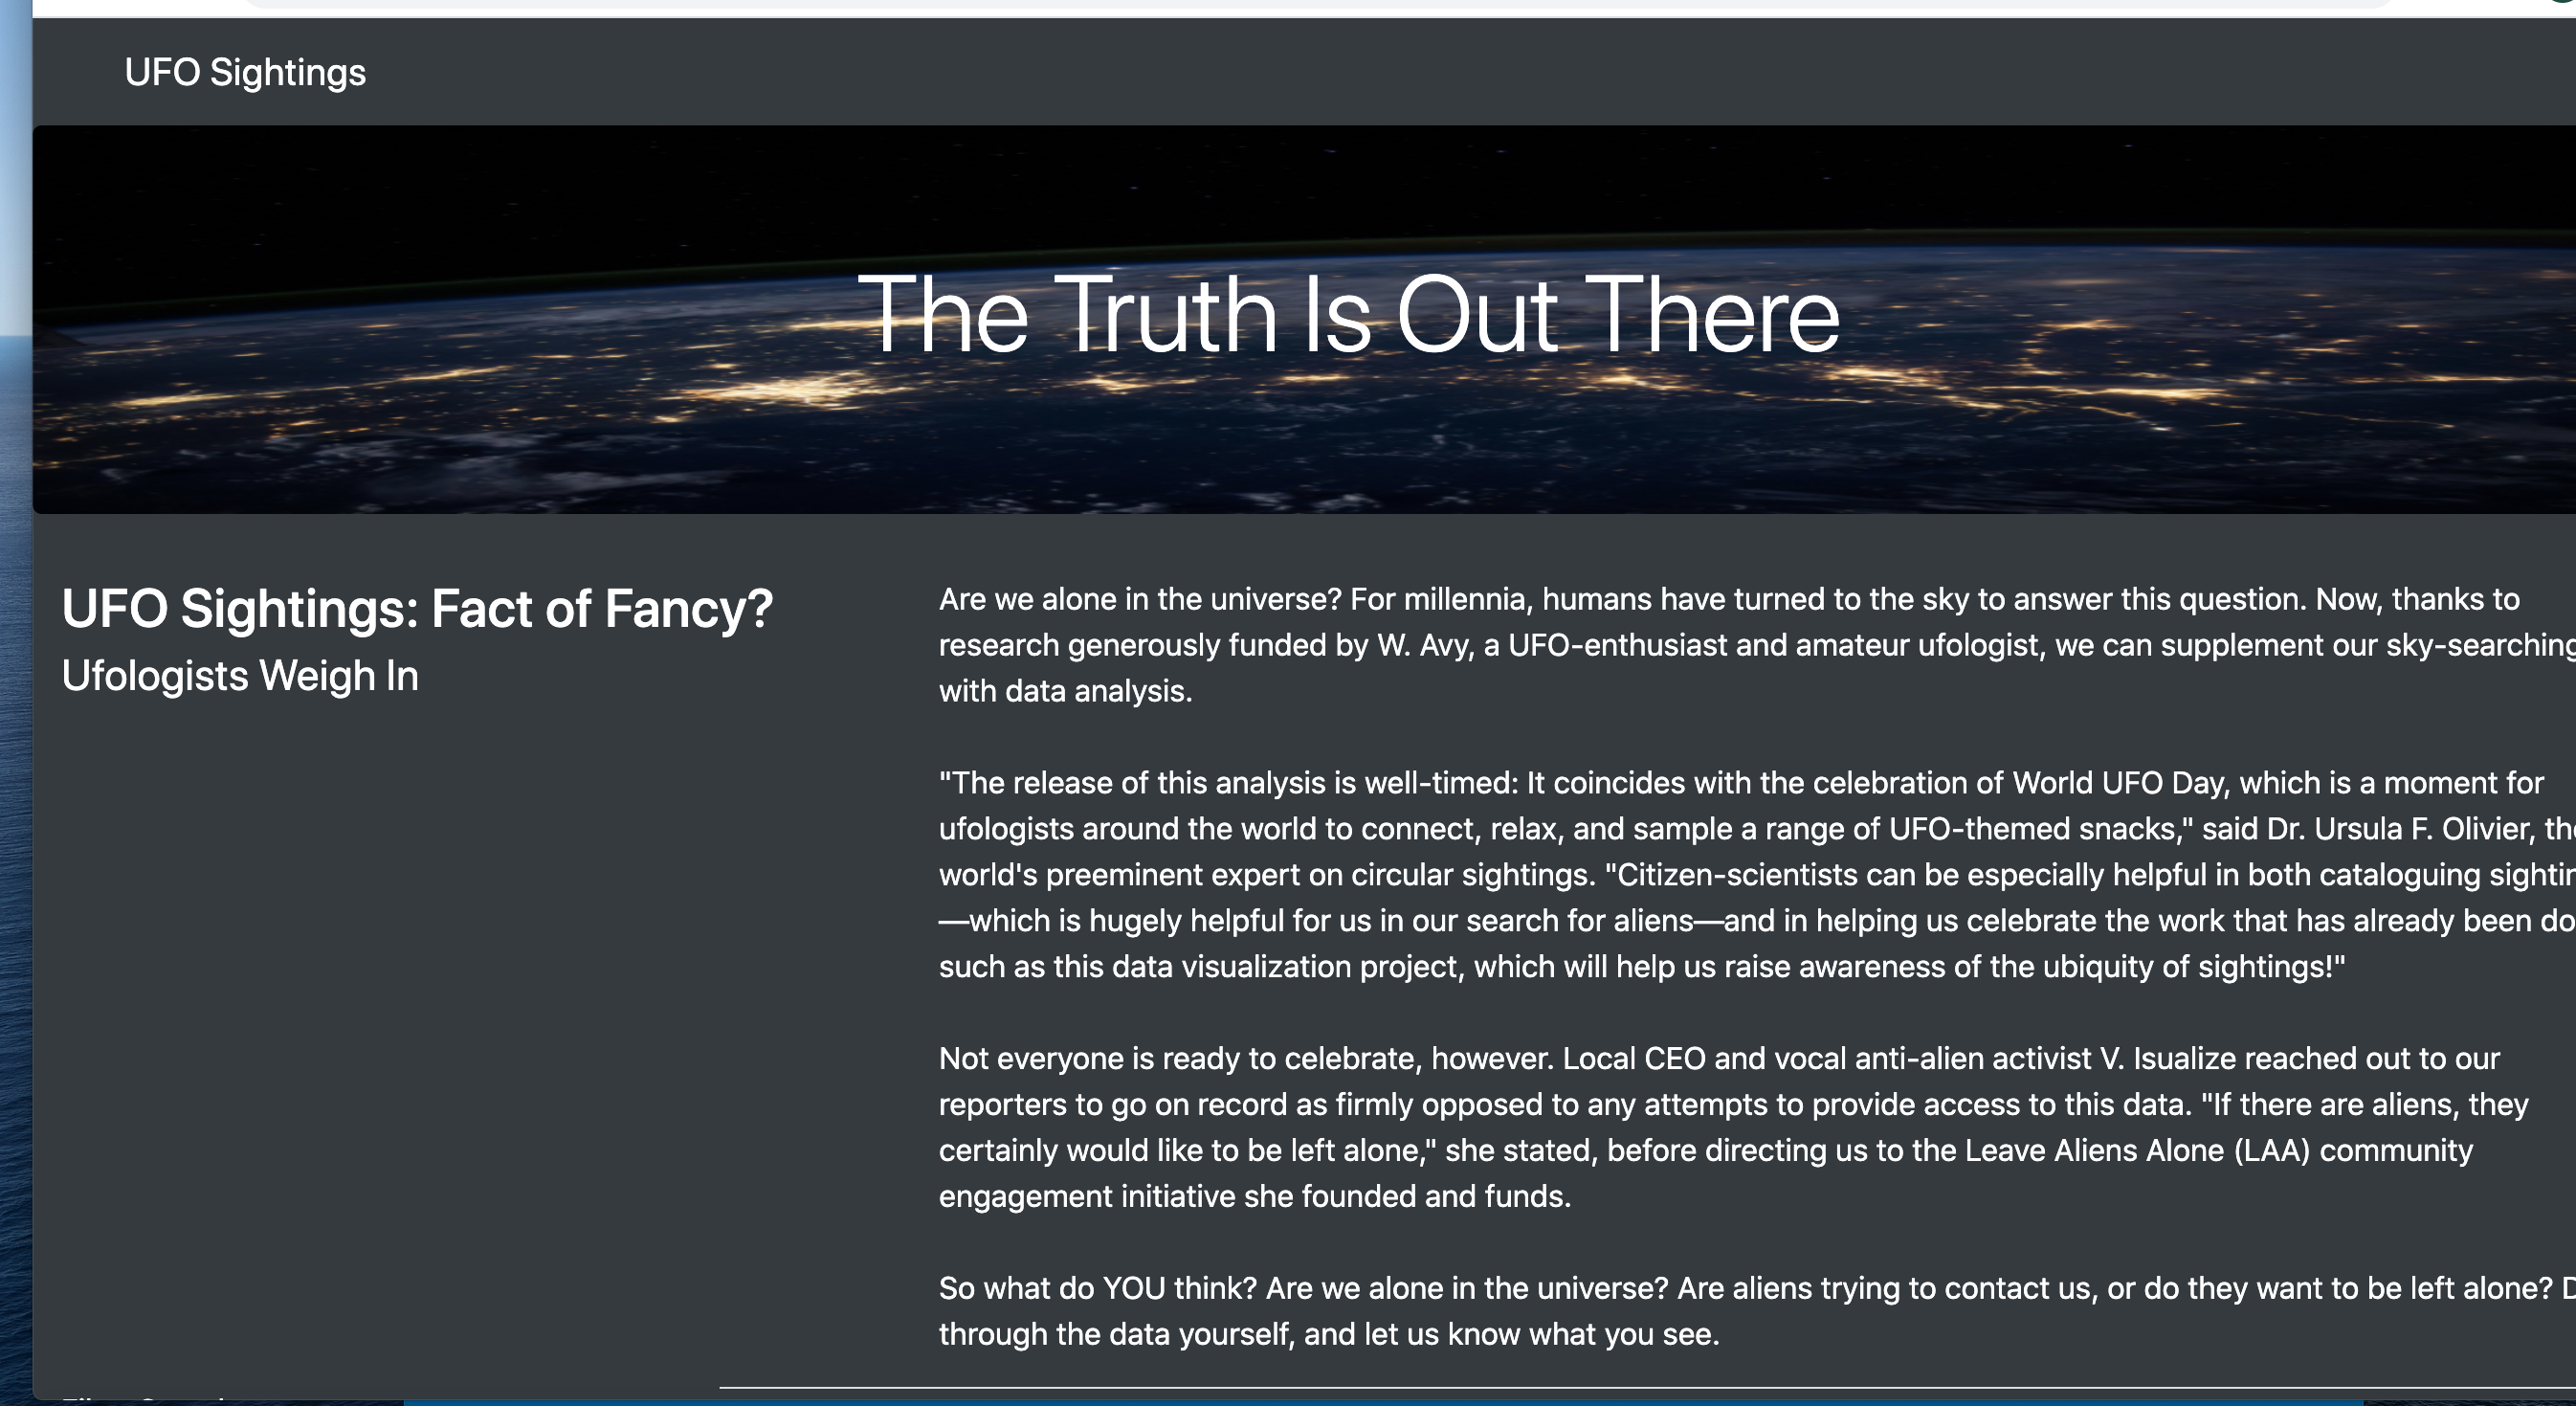 UFO Sightings
The Truth Is Out There
UFO Sightings: Fact of Fancy?
Ufologists Weigh In
Are we alone in the universe? For millennia, humans have turned to the sky to answer this question. Now, thanks to
research generously funded by W. Avy, a UFO-enthusiast and amateur ufologist, we can supplement our sky-searching
with data analysis.
"The release of this analysis is well-timed: It coincides with the celebration of World UFO Day, which is a moment for
ufologists around the world to connect, relax, and sample a range of UFO-themed snacks," said Dr. Ursula F. Olivier,
world's preeminent expert on circular sightings. "Citizen-scientists can be especially helpful in both cataloguing
—which is hugely helpful for us in our search for aliens—and in helping us celebrate the work that has already been
such as this data visualization project, which will help us raise awareness of the ubiquity of sightings!"
Not everyone is ready to celebrate, however. Local CEO and vocal anti-alien activist V. Isualize reached out to our
reporters to go on record as firmly opposed to any attempts to provide access to this data. "If there are aliens, they
certainly would like to be left alone," she stated, before directing us to the Leave Aliens Alone (LAA) community
engagement initiative she founded and funds.
So what do YOU think? Are we alone in the universe? Are aliens trying to contact us, or do they want to be left alone?
through the data yourself, and let us know what you see.